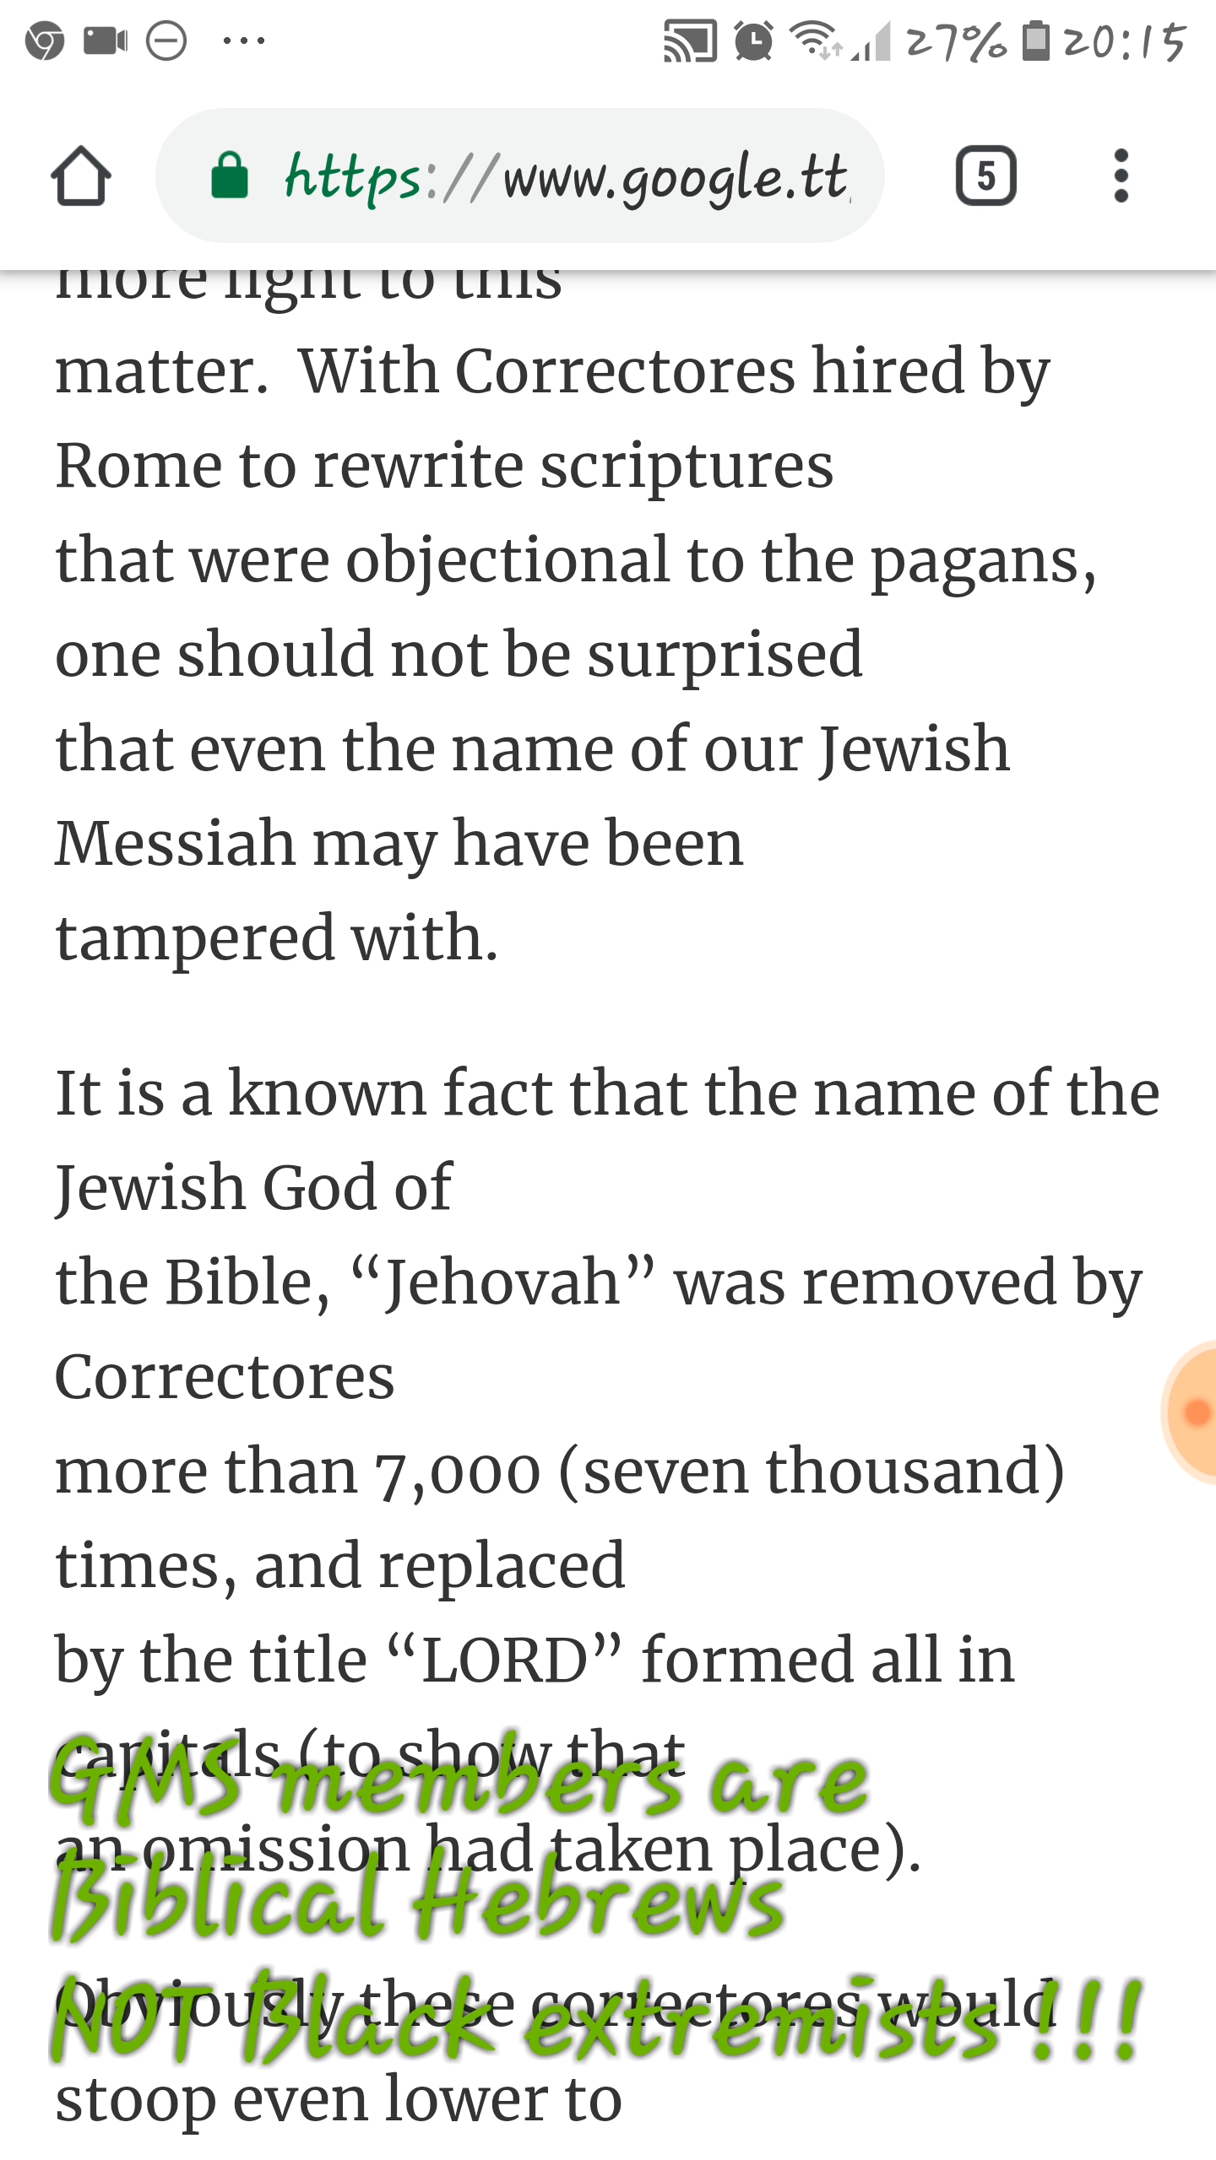 27% 20:15
https://www.google.tt
5
more light to this
matter. With Correctores hired by
Rome to rewrite scriptures
that were objectional to the pagans,
one should not be surprised
that even the name of our Jewish
Messiah may have been
tampered with.
It is a known fact that the name of the
Jewish God of
the Bible, “Jehovah” was removed by
Correctores
more than 7,000 (seven thousand)
times, and replaced
by the title “LORD” formed all in
capitals (to show that
an omission had taken place).
Obviously these correctores would
stoop even lower to
GMS members are
Biblical Hebrews
NOT Black extremists !!!